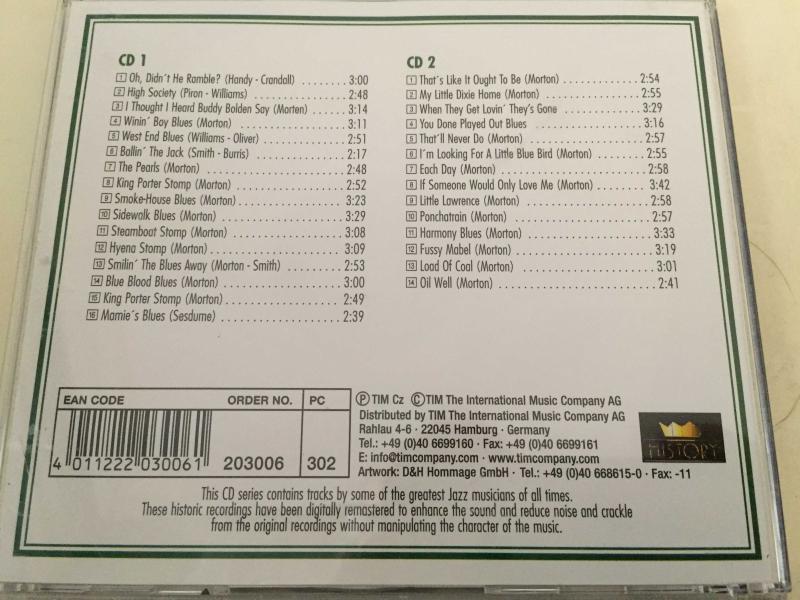 CD 1
1 Oh, Didn´t He Ramble? (Handy - Crandall) ........ 3:00
2 High Society (Piron - Williams) .................. 2:48
3 I Thought I Heard Buddy Bolden Say (Morten) ....... 3:14
4 Winin´ Boy Blues (Morton) ...................... 3:11
5 West End Blues (Williams - Oliver) ............... 2:51
6 Ballin´ The Jack (Smith - Burris) ................. 2:17
7 The Pearls (Morton) ........................... 2:48
8 King Porter Stomp (Morton) ..................... 2:52
9 Smoke-House Blues (Morton) .................... 3:23
10 Sidewalk Blues (Morton) ........................ 3:29
11 Steamboat Stomp (Morton) ...................... 3:08
12 Hyena Stomp (Morton) ......................... 3:09
13 Smilin´ The Blues Away (Morton - Smith) .......... 2:53
14 Blue Blood Blues (Morton) ...................... 3:00
15 King Porter Stomp (Morton) ..................... 2:49
16 Mamie´s Blues (Sesdume) ...................... 2:39
CD 2
1 That´s Like It Ought To Be (Morton) .............. 2:54
2 My Little Dixie Home (Morton) ................... 2:55
3 When They Get Lovin´ They´s Gone ............... 3:29
4 You Done Played Out Blues ...................... 3:16
5 That´ll Never Do (Morton) ...................... 2:57
6 I´m Looking For A Little Blue Bird (Morton) ........ 2:55
7 Each Day (Morton) ............................ 2:58
8 If Someone Would Only Love Me (Morton) ......... 3:42
9 Little Lawrence (Morton) ....................... 2:58
10 Ponchatrain (Morton) .......................... 2:57
11 Harmony Blues (Morton) ....................... 3:33
12 Fussy Mabel (Morton) ......................... 3:19
13 Load Of Coal (Morton) ......................... 3:01
14 Oil Well (Morton) ............................. 2:41
EAN CODE ORDER NO. PC
4 011222 030061 203006 302
Ⓟ TIM Cz Ⓒ TIM The International Music Company AG
Distributed by TIM The International Music Company AG
Rahlau 4-6 · 22045 Hamburg · Germany
Tel.: +49 (0)40 6699160 · Fax: +49 (0)40 6699161
E: info@timcompany.com · www.timcompany.com
Artwork: D&H Hommage GmbH · Tel.: +49 (0)40 668615-0 · Fax: -11
HISTORY
This CD series contains tracks by some of the greatest Jazz musicians of all times.
These historic recordings have been digitally remastered to enhance the sound and reduce noise and crackle
from the original recordings without manipulating the character of the music.